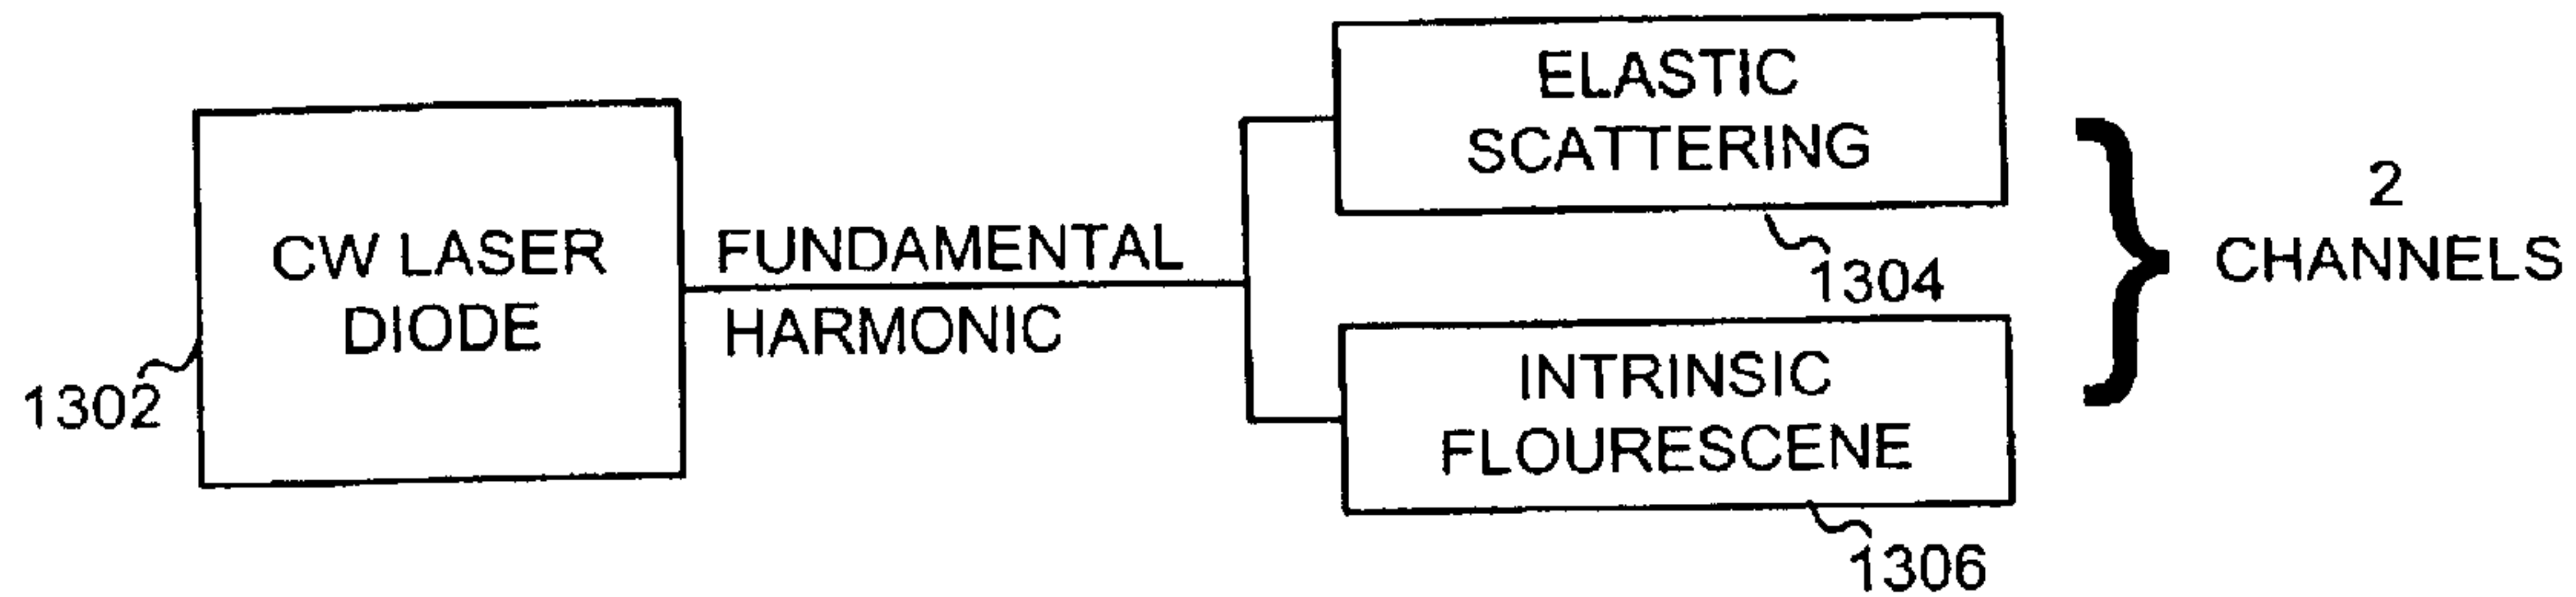 CW LASER
DIODE
1302
FUNDAMENTAL
HARMONIC
ELASTIC
SCATTERING
1304
INTRINSIC
FLOURESCENE
1306
2
CHANNELS